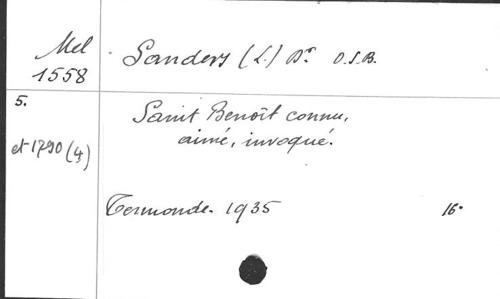 Mel
1558
Sanders (L.) Dr. O.S.B.
5.
et 1790 (4)
Saint Benoît connu,
aimé, invoqué.
Termonde. 1935
16°